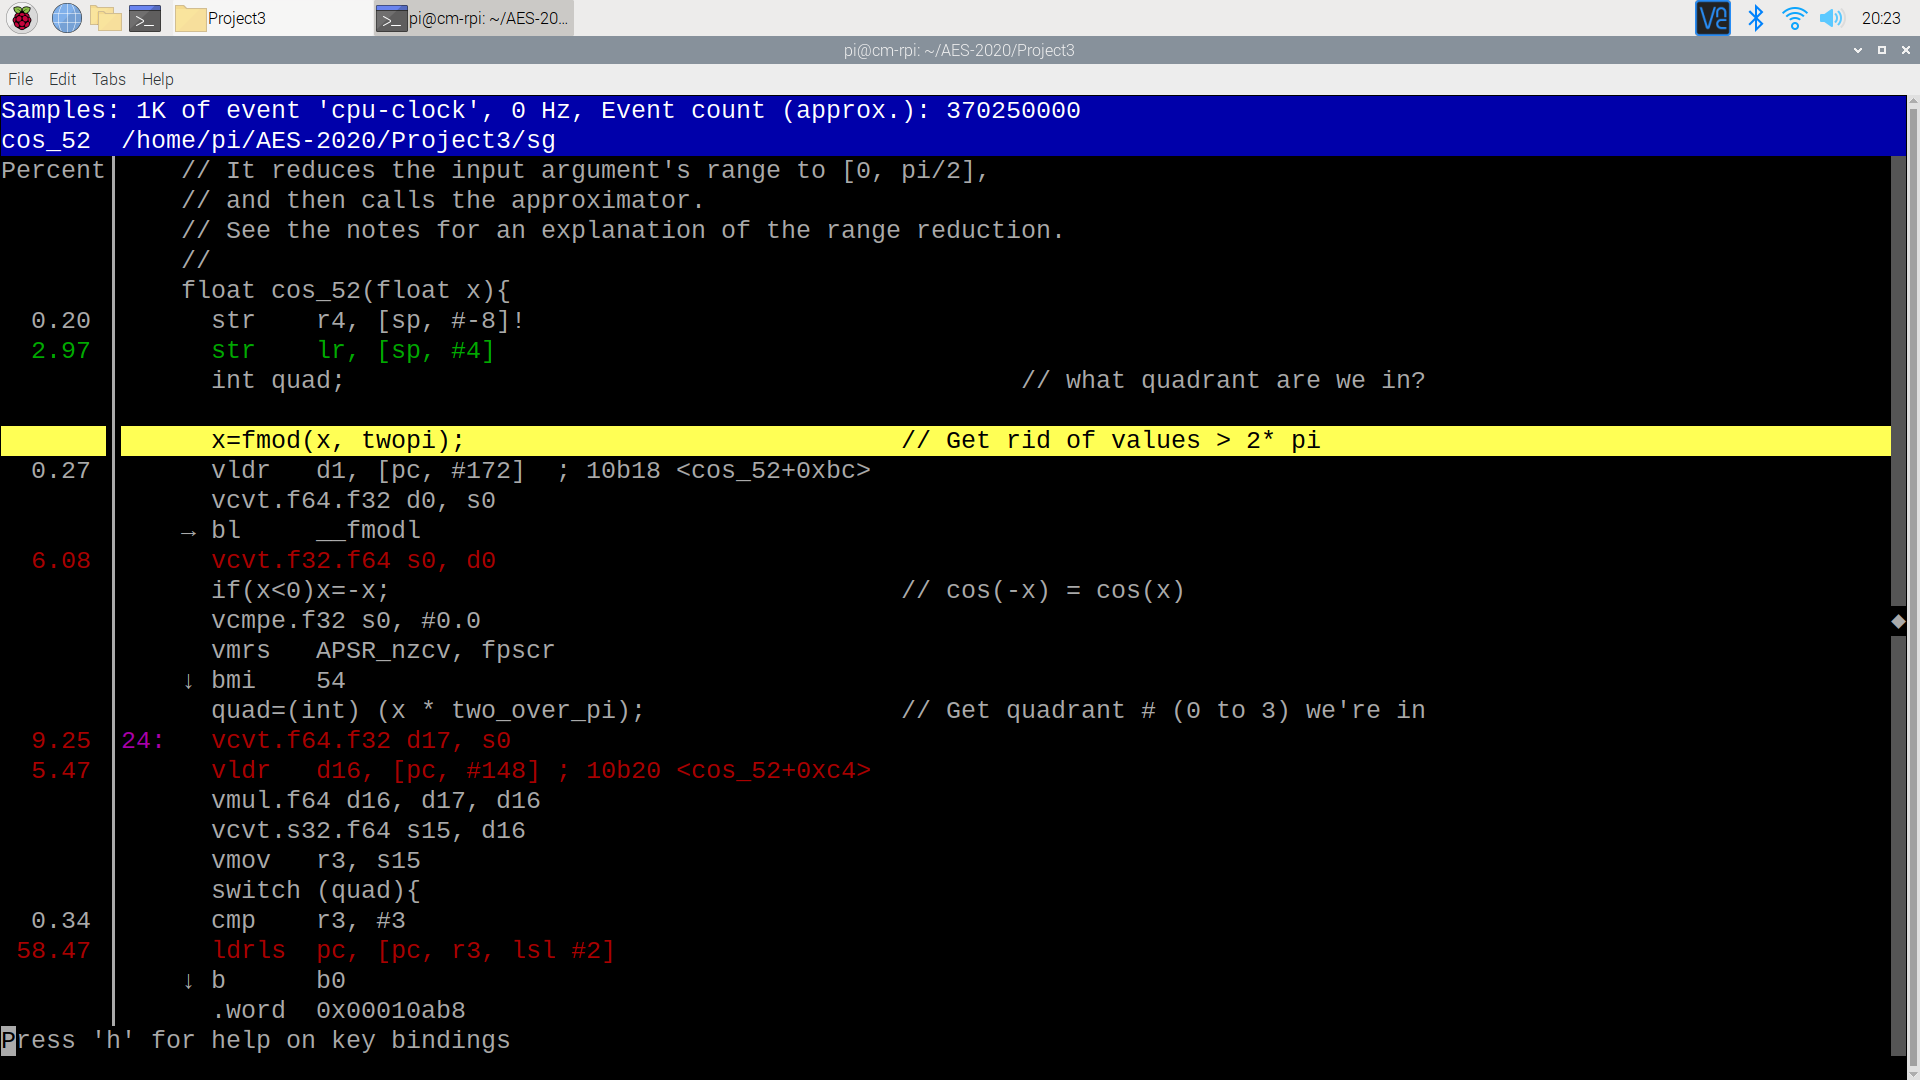 Project3 pi@cm-rpi: ~/AES-20... 20:23
pi@cm-rpi: ~/AES-2020/Project3
File Edit Tabs Help
Samples: 1K of event 'cpu-clock', 0 Hz, Event count (approx.): 370250000
cos_52  /home/pi/AES-2020/Project3/sg
Percent // It reduces the input argument's range to [0, pi/2],
// and then calls the approximator.
// See the notes for an explanation of the range reduction.
//
float cos_52(float x){
0.20 str r4, [sp, #-8]!
2.97 str lr, [sp, #4]
int quad; // what quadrant are we in?
x=fmod(x, twopi); // Get rid of values > 2* pi
0.27 vldr d1, [pc, #172] ; 10b18 <cos_52+0xbc>
vcvt.f64.f32 d0, s0
→ bl __fmodl
6.08 vcvt.f32.f64 s0, d0
if(x<0)x=-x; // cos(-x) = cos(x)
vcmpe.f32 s0, #0.0
vmrs APSR_nzcv, fpscr
↓ bmi 54
quad=(int) (x * two_over_pi); // Get quadrant # (0 to 3) we're in
9.25 24: vcvt.f64.f32 d17, s0
5.47 vldr d16, [pc, #148] ; 10b20 <cos_52+0xc4>
vmul.f64 d16, d17, d16
vcvt.s32.f64 s15, d16
vmov r3, s15
switch (quad){
0.34 cmp r3, #3
58.47 ldrls pc, [pc, r3, lsl #2]
↓ b b0
.word 0x00010ab8
Press 'h' for help on key bindings